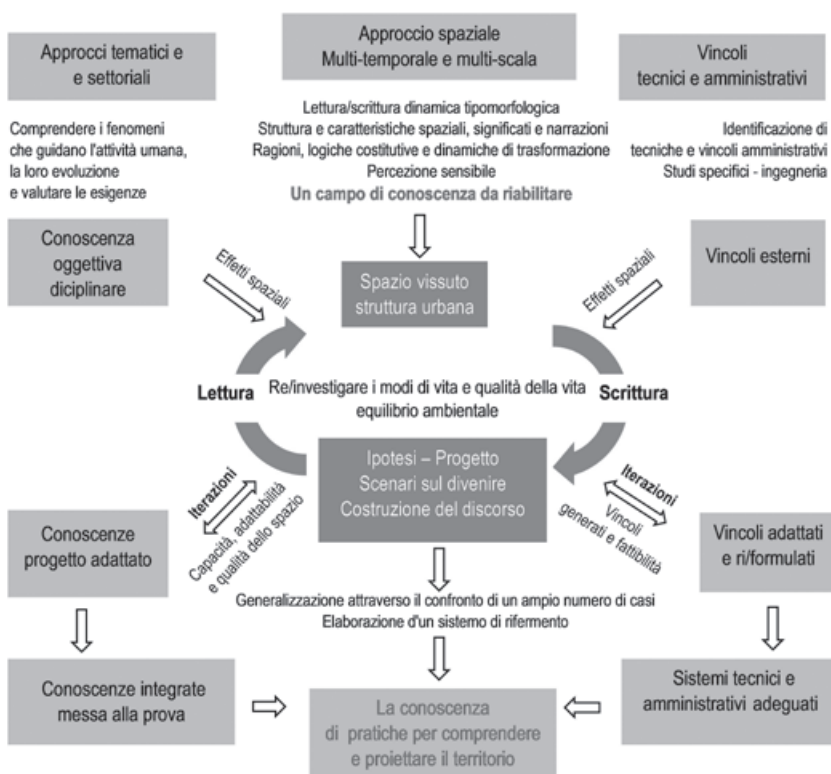 Approcci tematici e
e settoriali
Approccio spaziale
Multi-temporale e multi-scala
Vincoli
tecnici e amministrativi
Comprendere i fenomeni
che guidano l'attività umana,
la loro evoluzione
e valutare le esigenze
Lettura/scrittura dinamica tipomorfologica
Struttura e caratteristiche spaziali, significati e narrazioni
Ragioni, logiche costitutive e dinamiche di trasformazione
Percezione sensibile
Un campo di conoscenza da riabilitare
Identificazione di
tecniche e vincoli amministrativi
Studi specifici - ingegneria
Conoscenza
oggettiva
diciplinare
Effetti spaziali
Spazio vissuto
struttura urbana
Effetti spaziali
Vincoli esterni
Lettura
Re/investigare i modi di vita e qualità della vita
equilibrio ambientale
Scrittura
Ipotesi – Progetto
Scenari sul divenire
Costruzione del discorso
Iterazioni
Capacità, adattabilità
e qualità dello spazio
Iterazioni
Vincoli
generati e fattibilità
Conoscenze
progetto adattato
Vincoli adattati
e ri/formulati
Generalizzazione attraverso il confronto di un ampio numero di casi
Elaborazione d'un sistema di rifermento
Conoscenze integrate
messa alla prova
La conoscenza
di pratiche per comprendere
e proiettare il territorio
Sistemi tecnici e
amministrativi adeguati